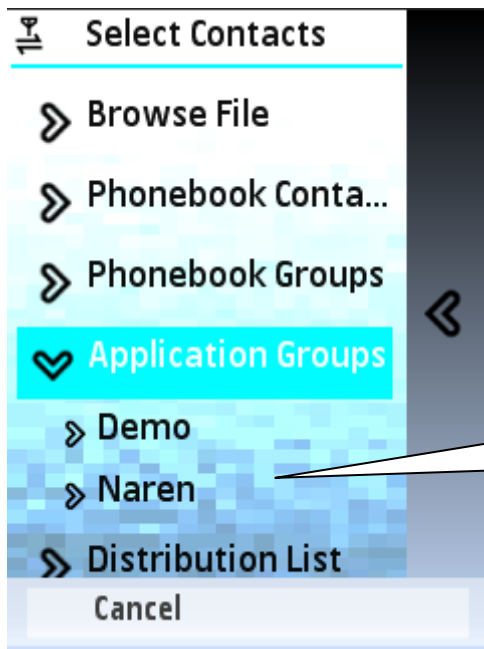 Select Contacts
Browse File
Phonebook Conta...
Phonebook Groups
Application Groups
Demo
Naren
Distribution List
Cancel